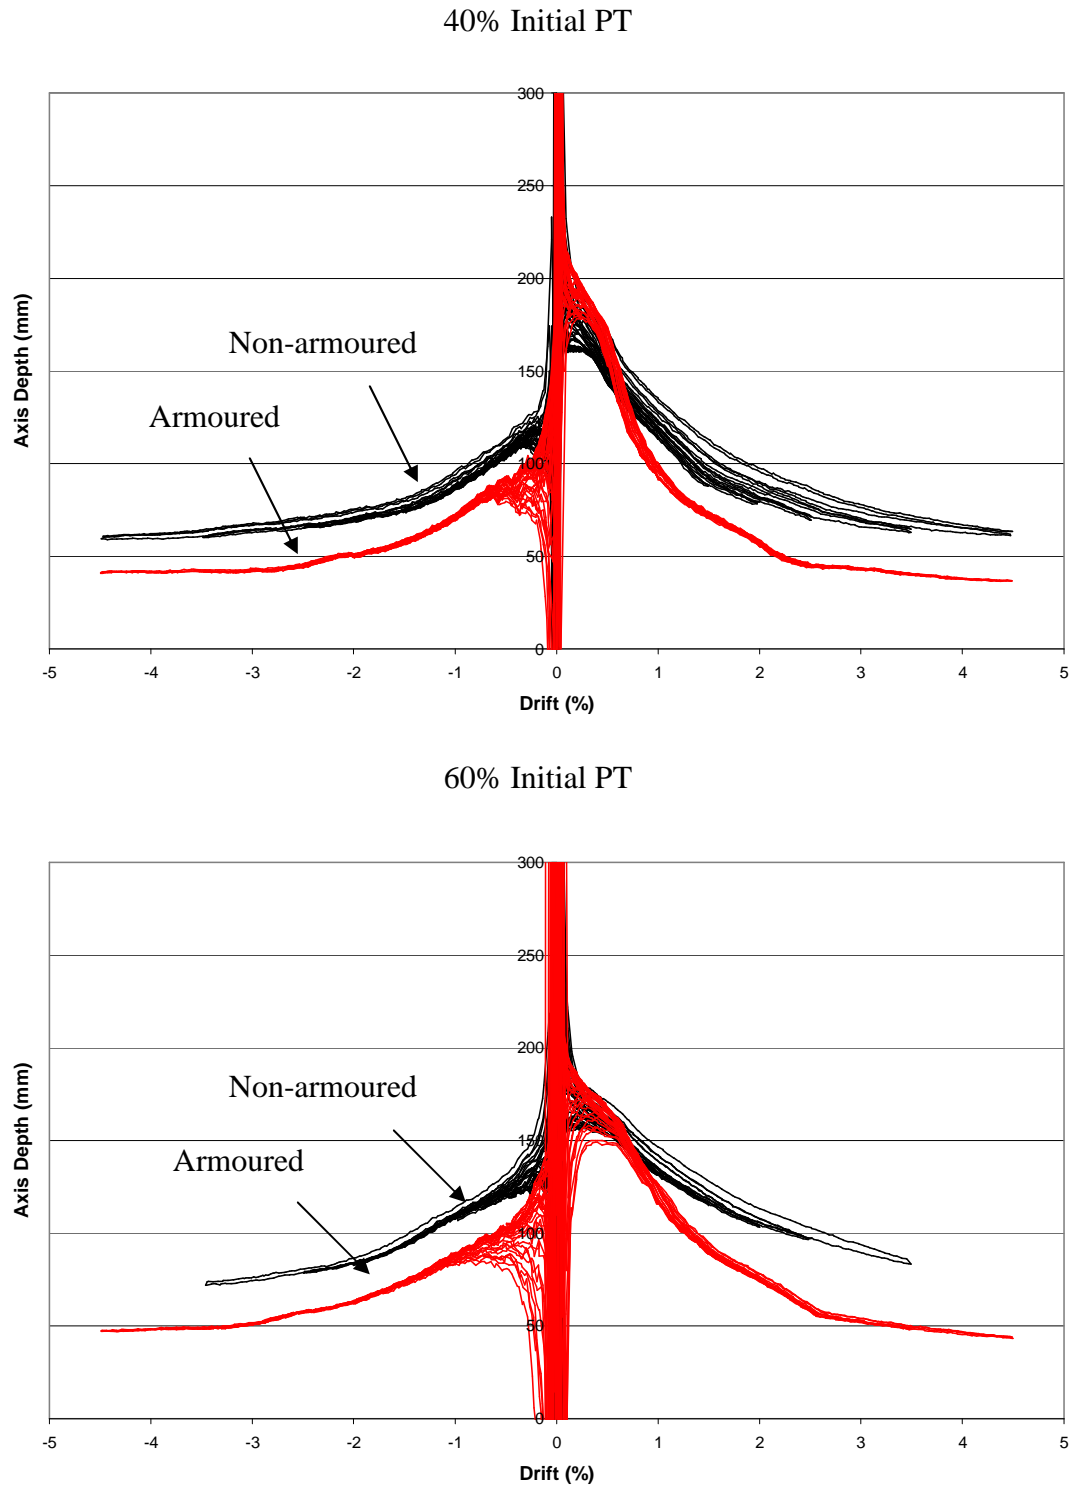 40% Initial PT
300
250
200
150
100
50
0
Axis Depth (mm)
Non-armoured
Armoured
-5 -4 -3 -2 -1 0 1 2 3 4 5
Drift (%)
60% Initial PT
300
250
200
150
100
50
0
Axis Depth (mm)
Non-armoured
Armoured
-5 -4 -3 -2 -1 0 1 2 3 4 5
Drift (%)